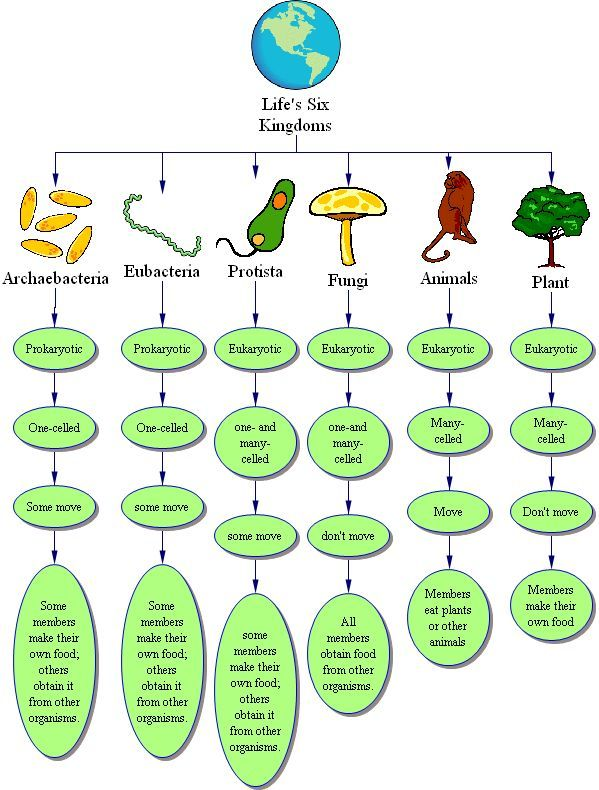 Life's Six
Kingdoms
Archaebacteria
Eubacteria
Protista
Fungi
Animals
Plant
Prokaryotic
Prokaryotic
Eukaryotic
Eukaryotic
Eukaryotic
Eukaryotic
One-celled
One-celled
one- and
many-
celled
one-and
many-
celled
Many-
celled
Many-
celled
Some move
some move
some move
don't move
Move
Don't move
Some
members
make their
own food;
others
obtain it
from other
organisms.
Some
members
make their
own food;
others
obtain it
from other
organisms.
some
members
make their
own food;
others
obtain it
from other
organisms.
All
members
obtain food
from other
organisms.
Members
eat plants
or other
animals
Members
make their
own food